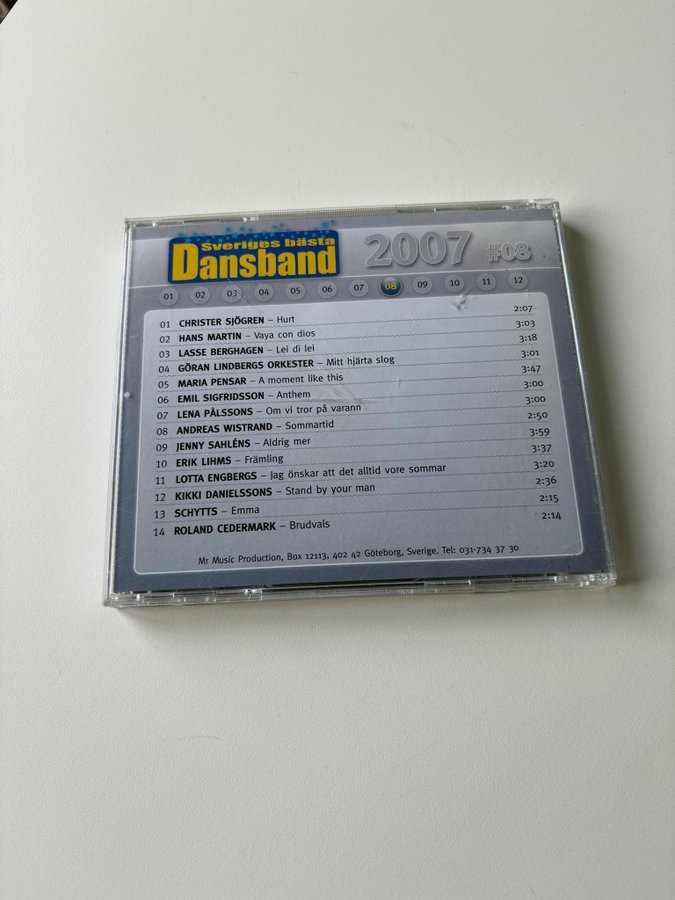 Sveriges bästa
Dansband 2007 #08
01 02 03 04 05 06 07 08 09 10 11 12
01 CHRISTER SJÖGREN – Hurt 2:07
02 HANS MARTIN – Vaya con dios 3:03
03 LASSE BERGHAGEN – Lei di lei 3:18
04 GÖRAN LINDBERGS ORKESTER – Mitt hjärta slog 3:01
05 MARIA PENSAR – A moment like this 3:47
06 EMIL SIGFRIDSSON – Anthem 3:00
07 LENA PÅLSSONS – Om vi tror på varann 3:00
08 ANDREAS WISTRAND – Sommartid 2:50
09 JENNY SAHLÉNS – Aldrig mer 3:59
10 ERIK LIHMS – Främling 3:37
11 LOTTA ENGBERGS – Jag önskar att det alltid vore sommar 3:20
12 KIKKI DANIELSSONS – Stand by your man 2:36
13 SCHYTTS – Emma 2:15
14 ROLAND CEDERMARK – Brudvals 2:14
Mr Music Production, Box 12113, 402 42 Göteborg, Sverige. Tel: 031-734 37 30